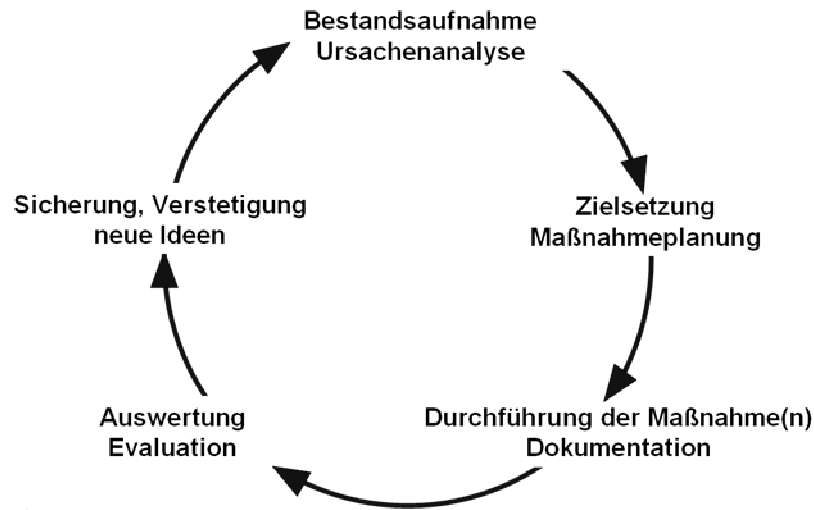 Bestandsaufnahme
Ursachenanalyse
Zielsetzung
Maßnahmeplanung
Durchführung der Maßnahme(n)
Dokumentation
Auswertung
Evaluation
Sicherung, Verstetigung
neue Ideen